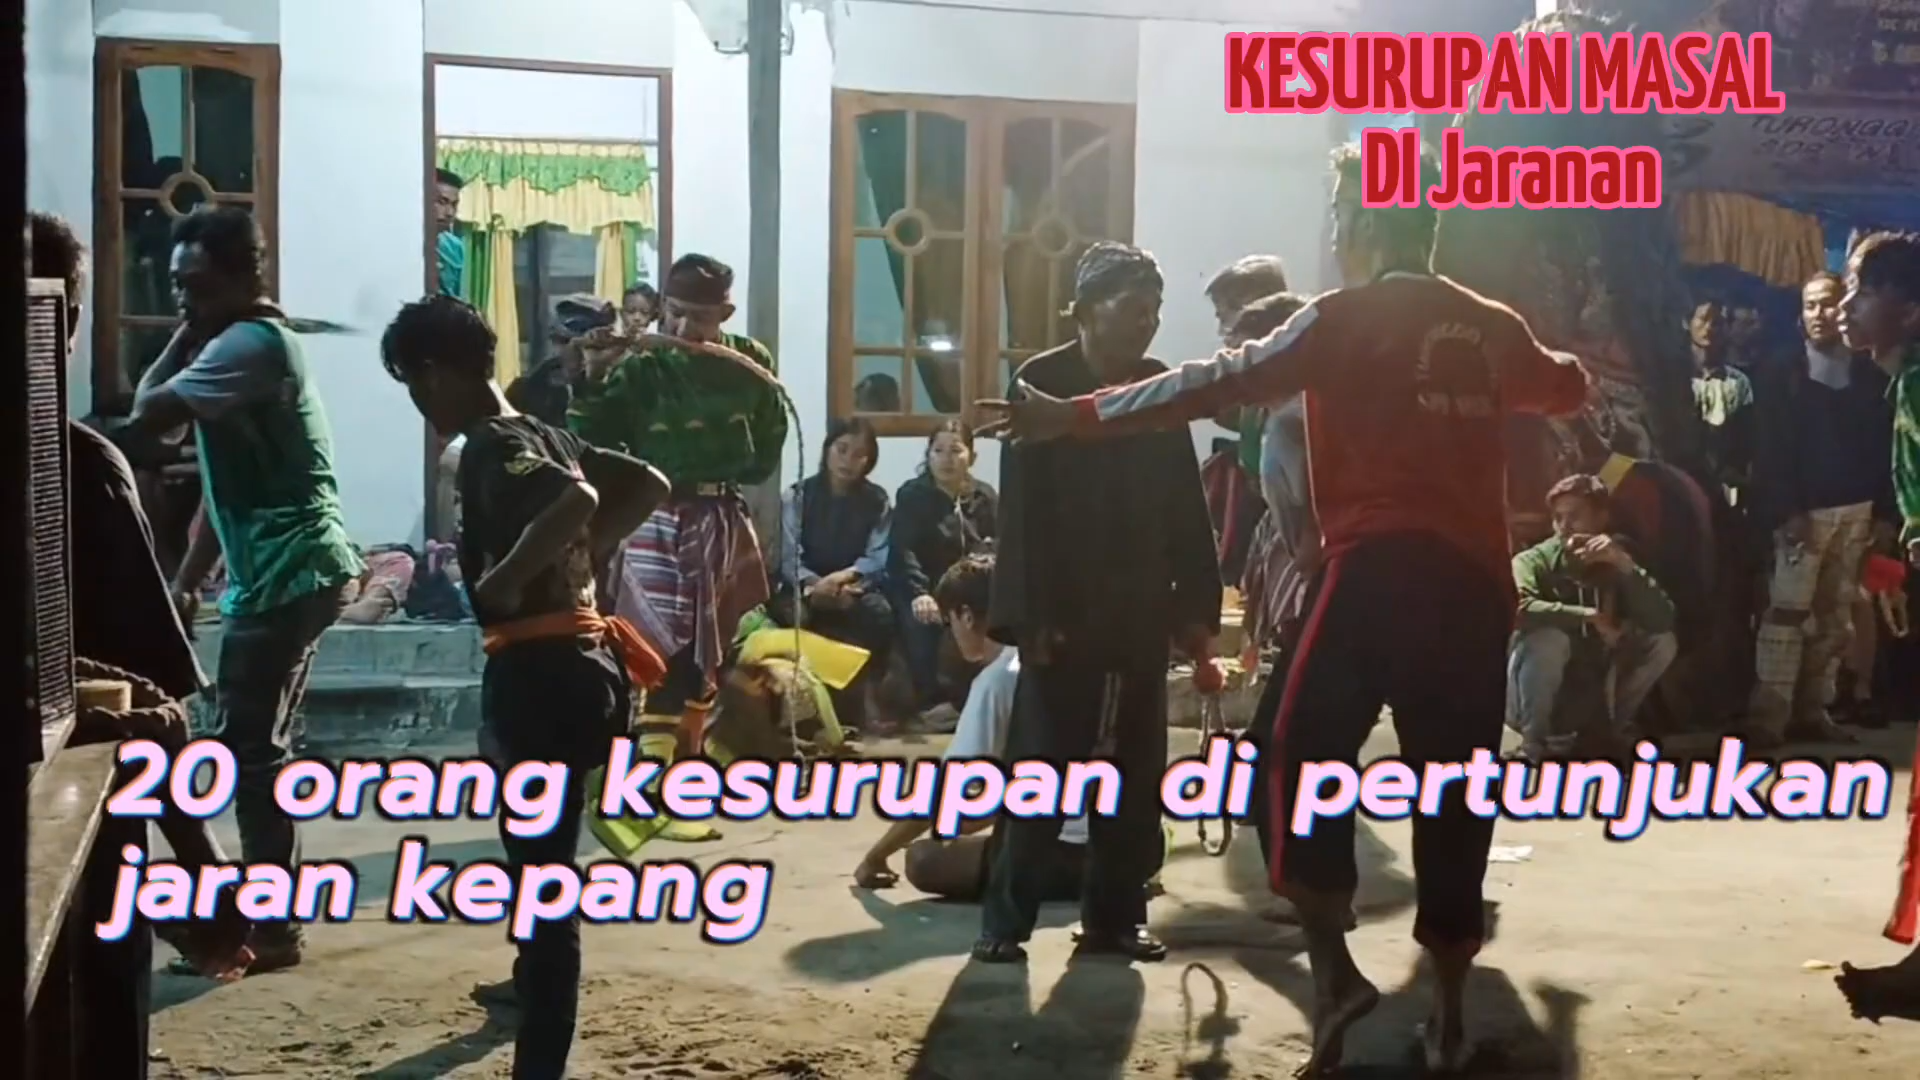 KESURUPAN MASAL
DI Jaranan
20 orang kesurupan di pertunjukan
jaran kepang